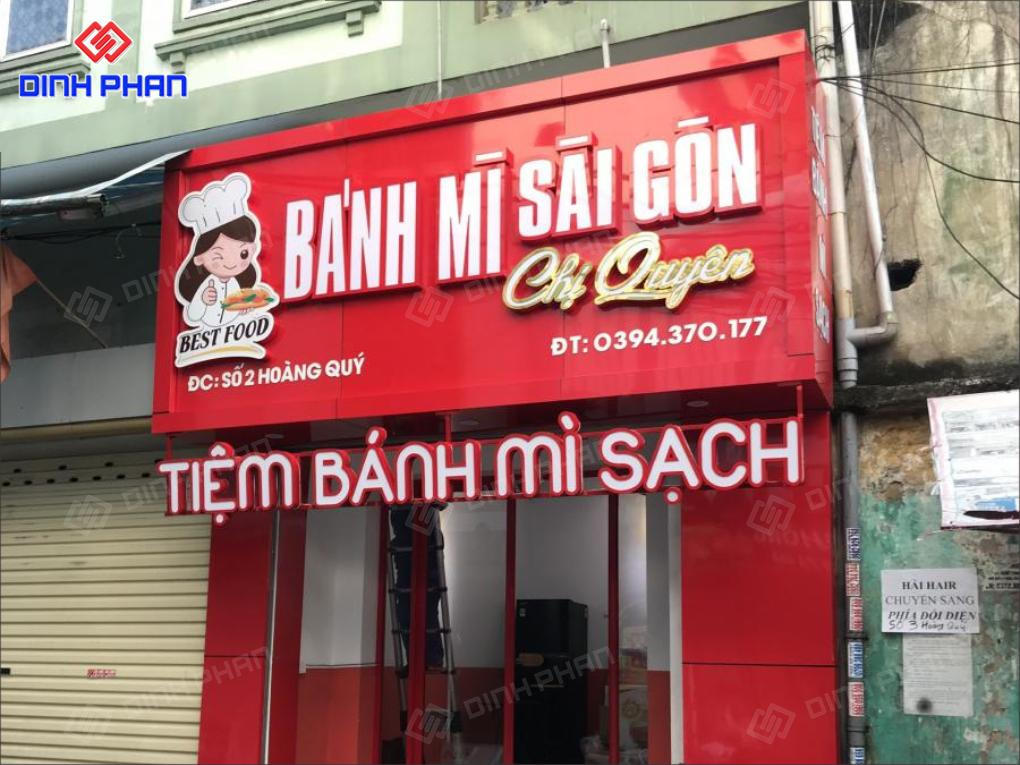 DINH PHAN
BÁNH MÌ SÀI GÒN
Chị Quyên
BEST FOOD
ĐT: 0394.370.177
ĐC: SỐ 2 HOÀNG QUÝ
TIỆM BÁNH MÌ SẠCH
HẢI HAIR
CHUYỂN SANG
PHÍA ĐỐI DIỆN
SỐ 3 Hoàng Quý